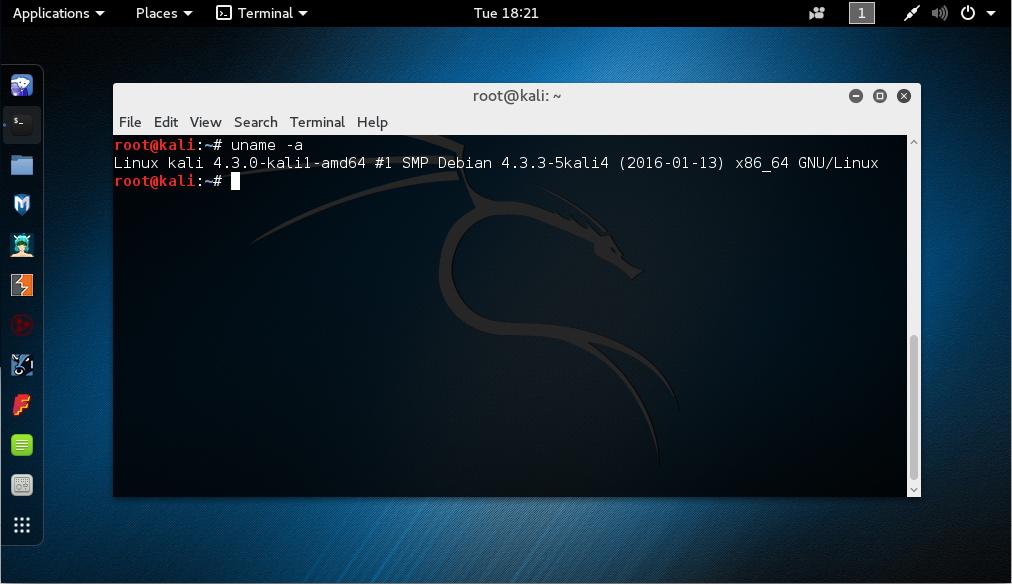 Applications Places Terminal Tue 18:21 1
root@kali: ~
File Edit View Search Terminal Help
root@kali:~# uname -a
Linux kali 4.3.0-kali1-amd64 #1 SMP Debian 4.3.3-5kali4 (2016-01-13) x86_64 GNU/Linux
root@kali:~#